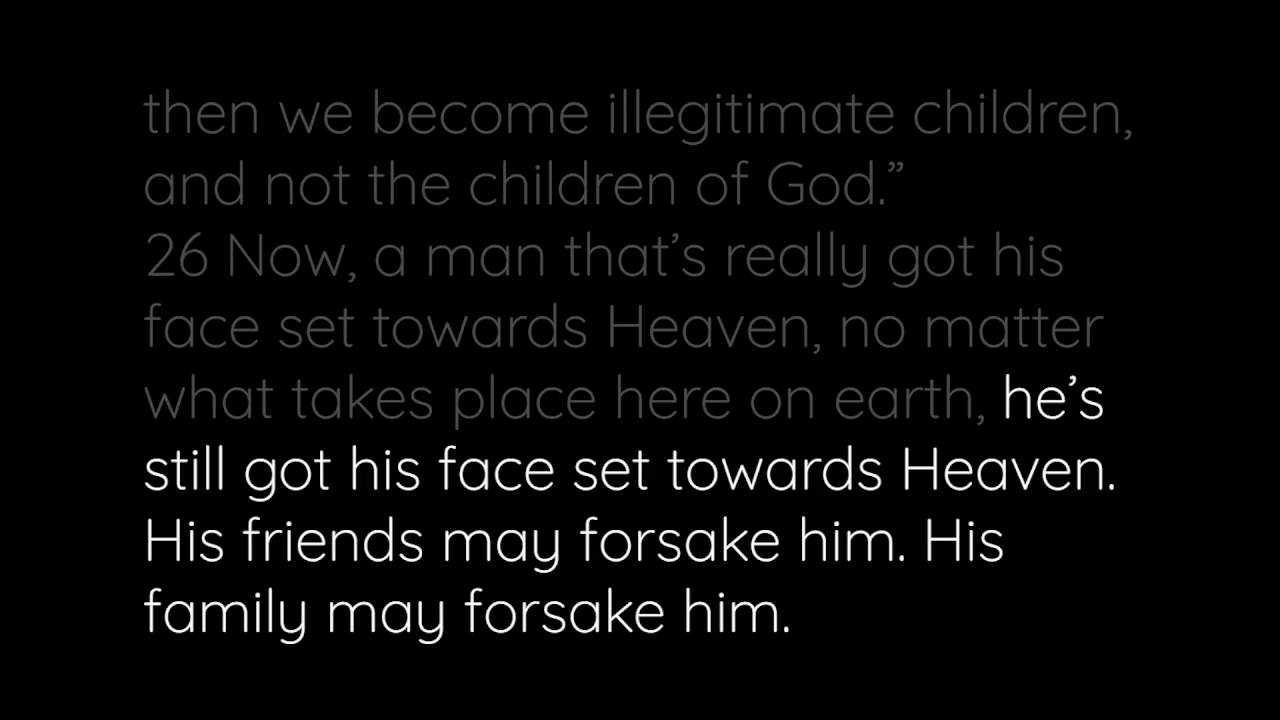 then we become illegitimate children,
and not the children of God.”
26 Now, a man that’s really got his
face set towards Heaven, no matter
what takes place here on earth, he’s
still got his face set towards Heaven.
His friends may forsake him. His
family may forsake him.